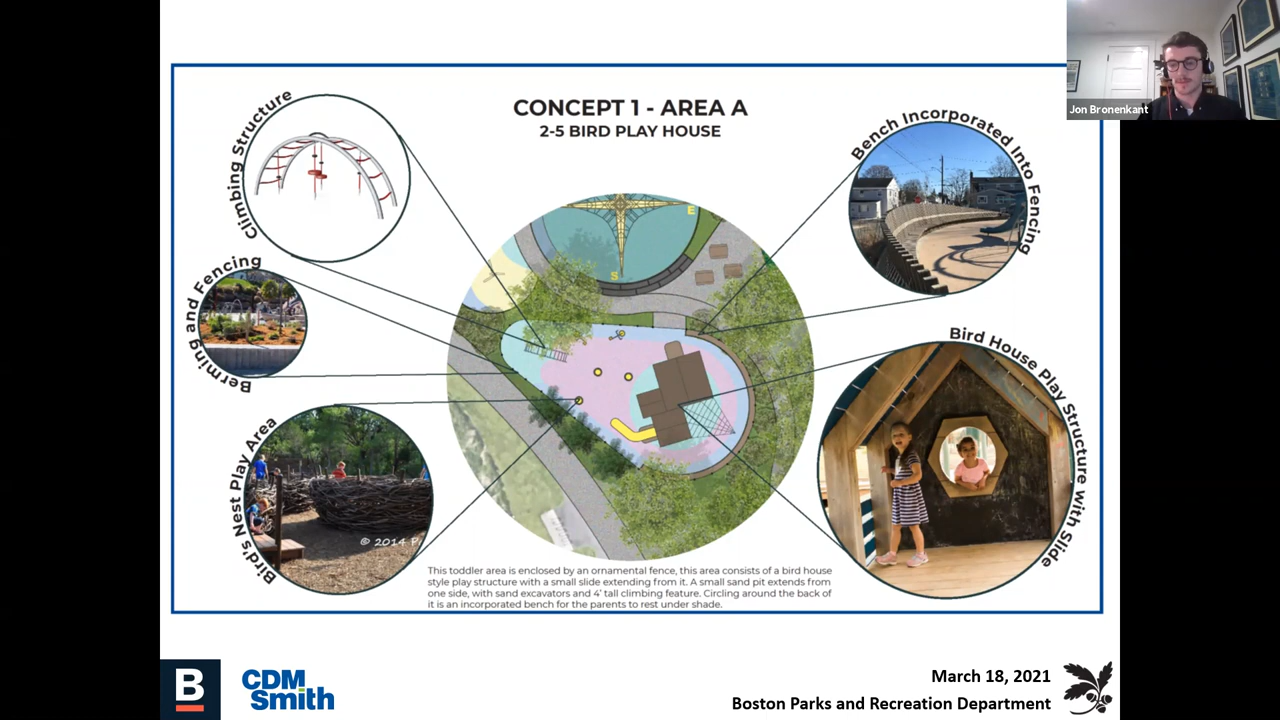 Jon Bronenkant
CONCEPT 1 - AREA A
2-5 BIRD PLAY HOUSE
Climbing Structure
Bench Incorporated Into Fencing
Berming and Fencing
Bird House Play Structure with Slide
Bird's Nest Play Area
E
S
© 2014 P
This toddler area is enclosed by an ornamental fence, this area consists of a bird house
style play structure with a small slide extending from it. A small sand pit extends from
one side, with sand excavators and 4' tall climbing feature. Circling around the back of
it is an incorporated bench for the parents to rest under shade.
B
CDM
Smith
March 18, 2021
Boston Parks and Recreation Department